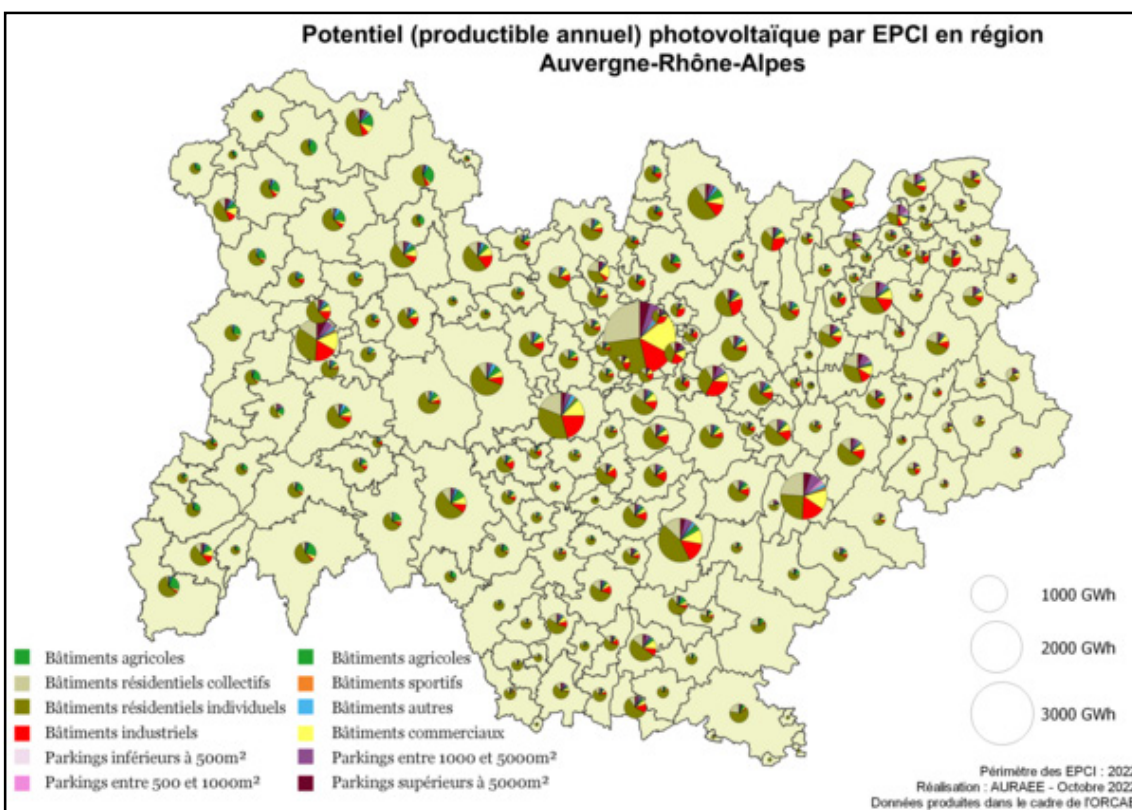 Potentiel (productible annuel) photovoltaïque par EPCI en région
Auvergne-Rhône-Alpes
1000 GWh
2000 GWh
3000 GWh
Bâtiments agricoles
Bâtiments résidentiels collectifs
Bâtiments résidentiels individuels
Bâtiments industriels
Parkings inférieurs à 500m²
Parkings entre 500 et 1000m²
Bâtiments agricoles
Bâtiments sportifs
Bâtiments autres
Bâtiments commerciaux
Parkings entre 1000 et 5000m²
Parkings supérieurs à 5000m²
Périmètre des EPCI :
Réalisation : AURAEE - Octobre
Données produites dans le cadre de